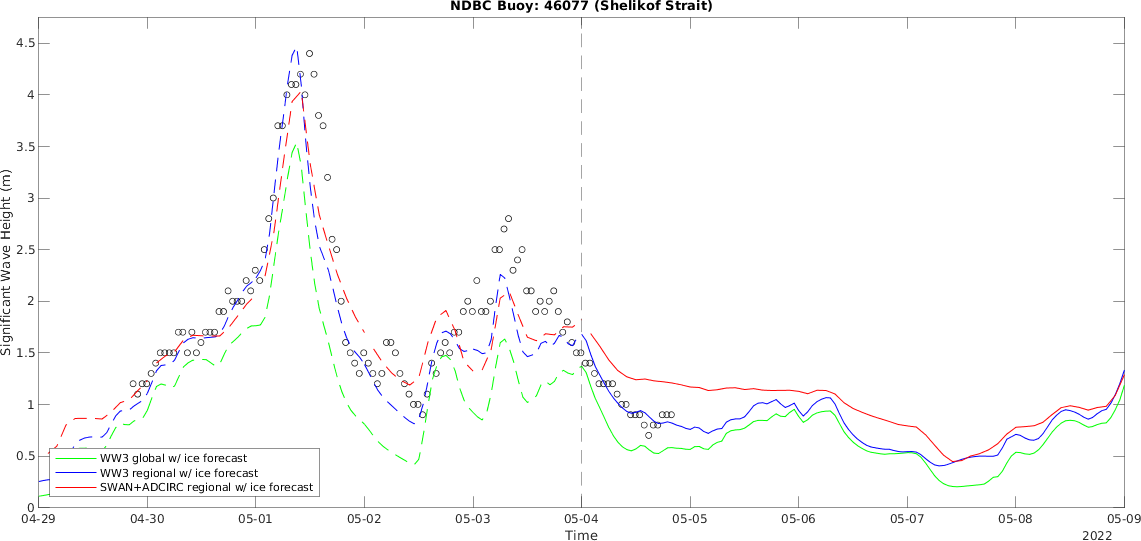 NDBC Buoy: 46077 (Shelikof Strait)
4.5
4
3.5
3
2.5
2
1.5
1
0.5
0
Significant Wave Height (m)
WW3 global w/ ice forecast
WW3 regional w/ ice forecast
SWAN+ADCIRC regional w/ ice forecast
04-29 04-30 05-01 05-02 05-03 05-04 05-05 05-06 05-07 05-08 05-09
Time
2022